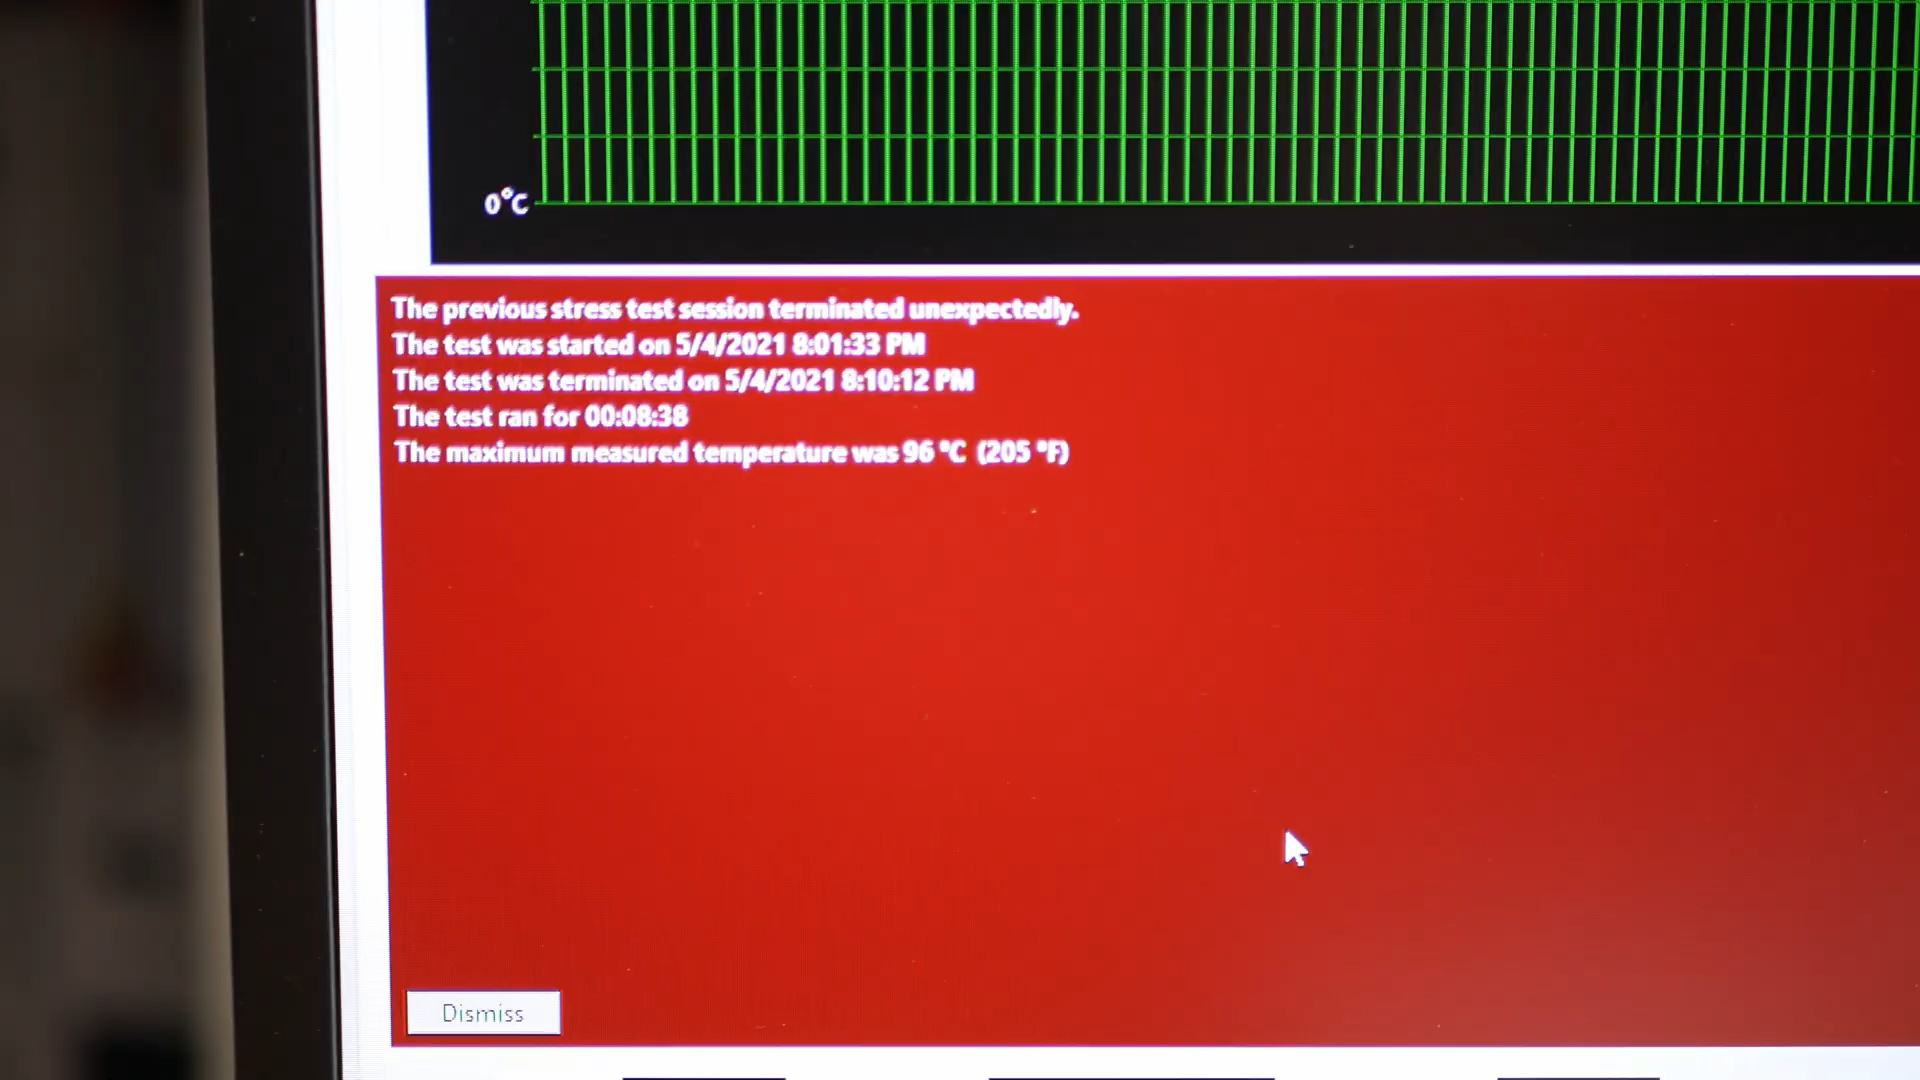 0°C
The previous stress test session terminated unexpectedly.
The test was started on 5/4/2021 8:01:33 PM
The test was terminated on 5/4/2021 8:10:12 PM
The test ran for 00:08:38
The maximum measured temperature was 96 °C (205 °F)
Dismiss